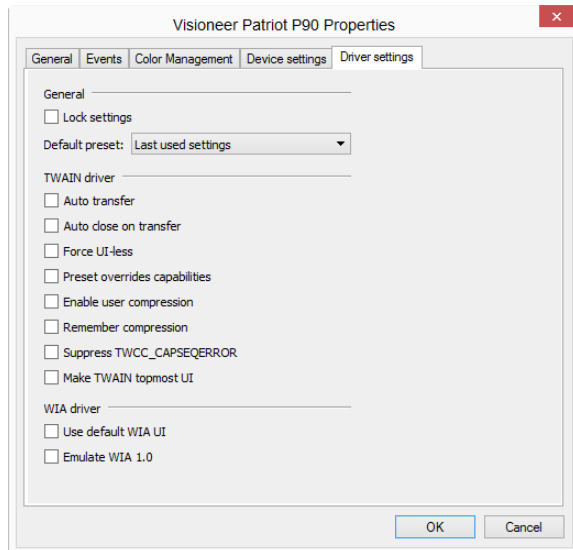 Visioneer Patriot P90 Properties
General Events Color Management Device settings Driver settings
General
Lock settings
Default preset: Last used settings
TWAIN driver
Auto transfer
Auto close on transfer
Force UI-less
Preset overrides capabilities
Enable user compression
Remember compression
Suppress TWCC_CAPSEQERROR
Make TWAIN topmost UI
WIA driver
Use default WIA UI
Emulate WIA 1.0
OK Cancel